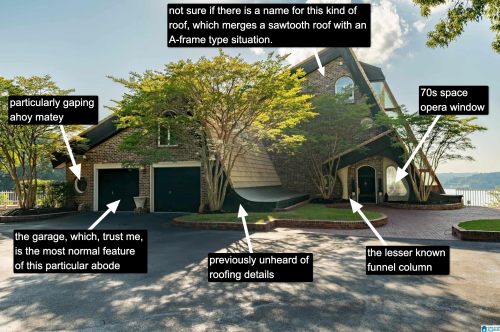 not sure if there is a name for this kind of
roof, which merges a sawtooth roof with an
A-frame type situation.
particularly gaping
ahoy matey
70s space
opera window
the garage, which, trust me,
is the most normal feature
of this particular abode
previously unheard of
roofing details
the lesser known
funnel column